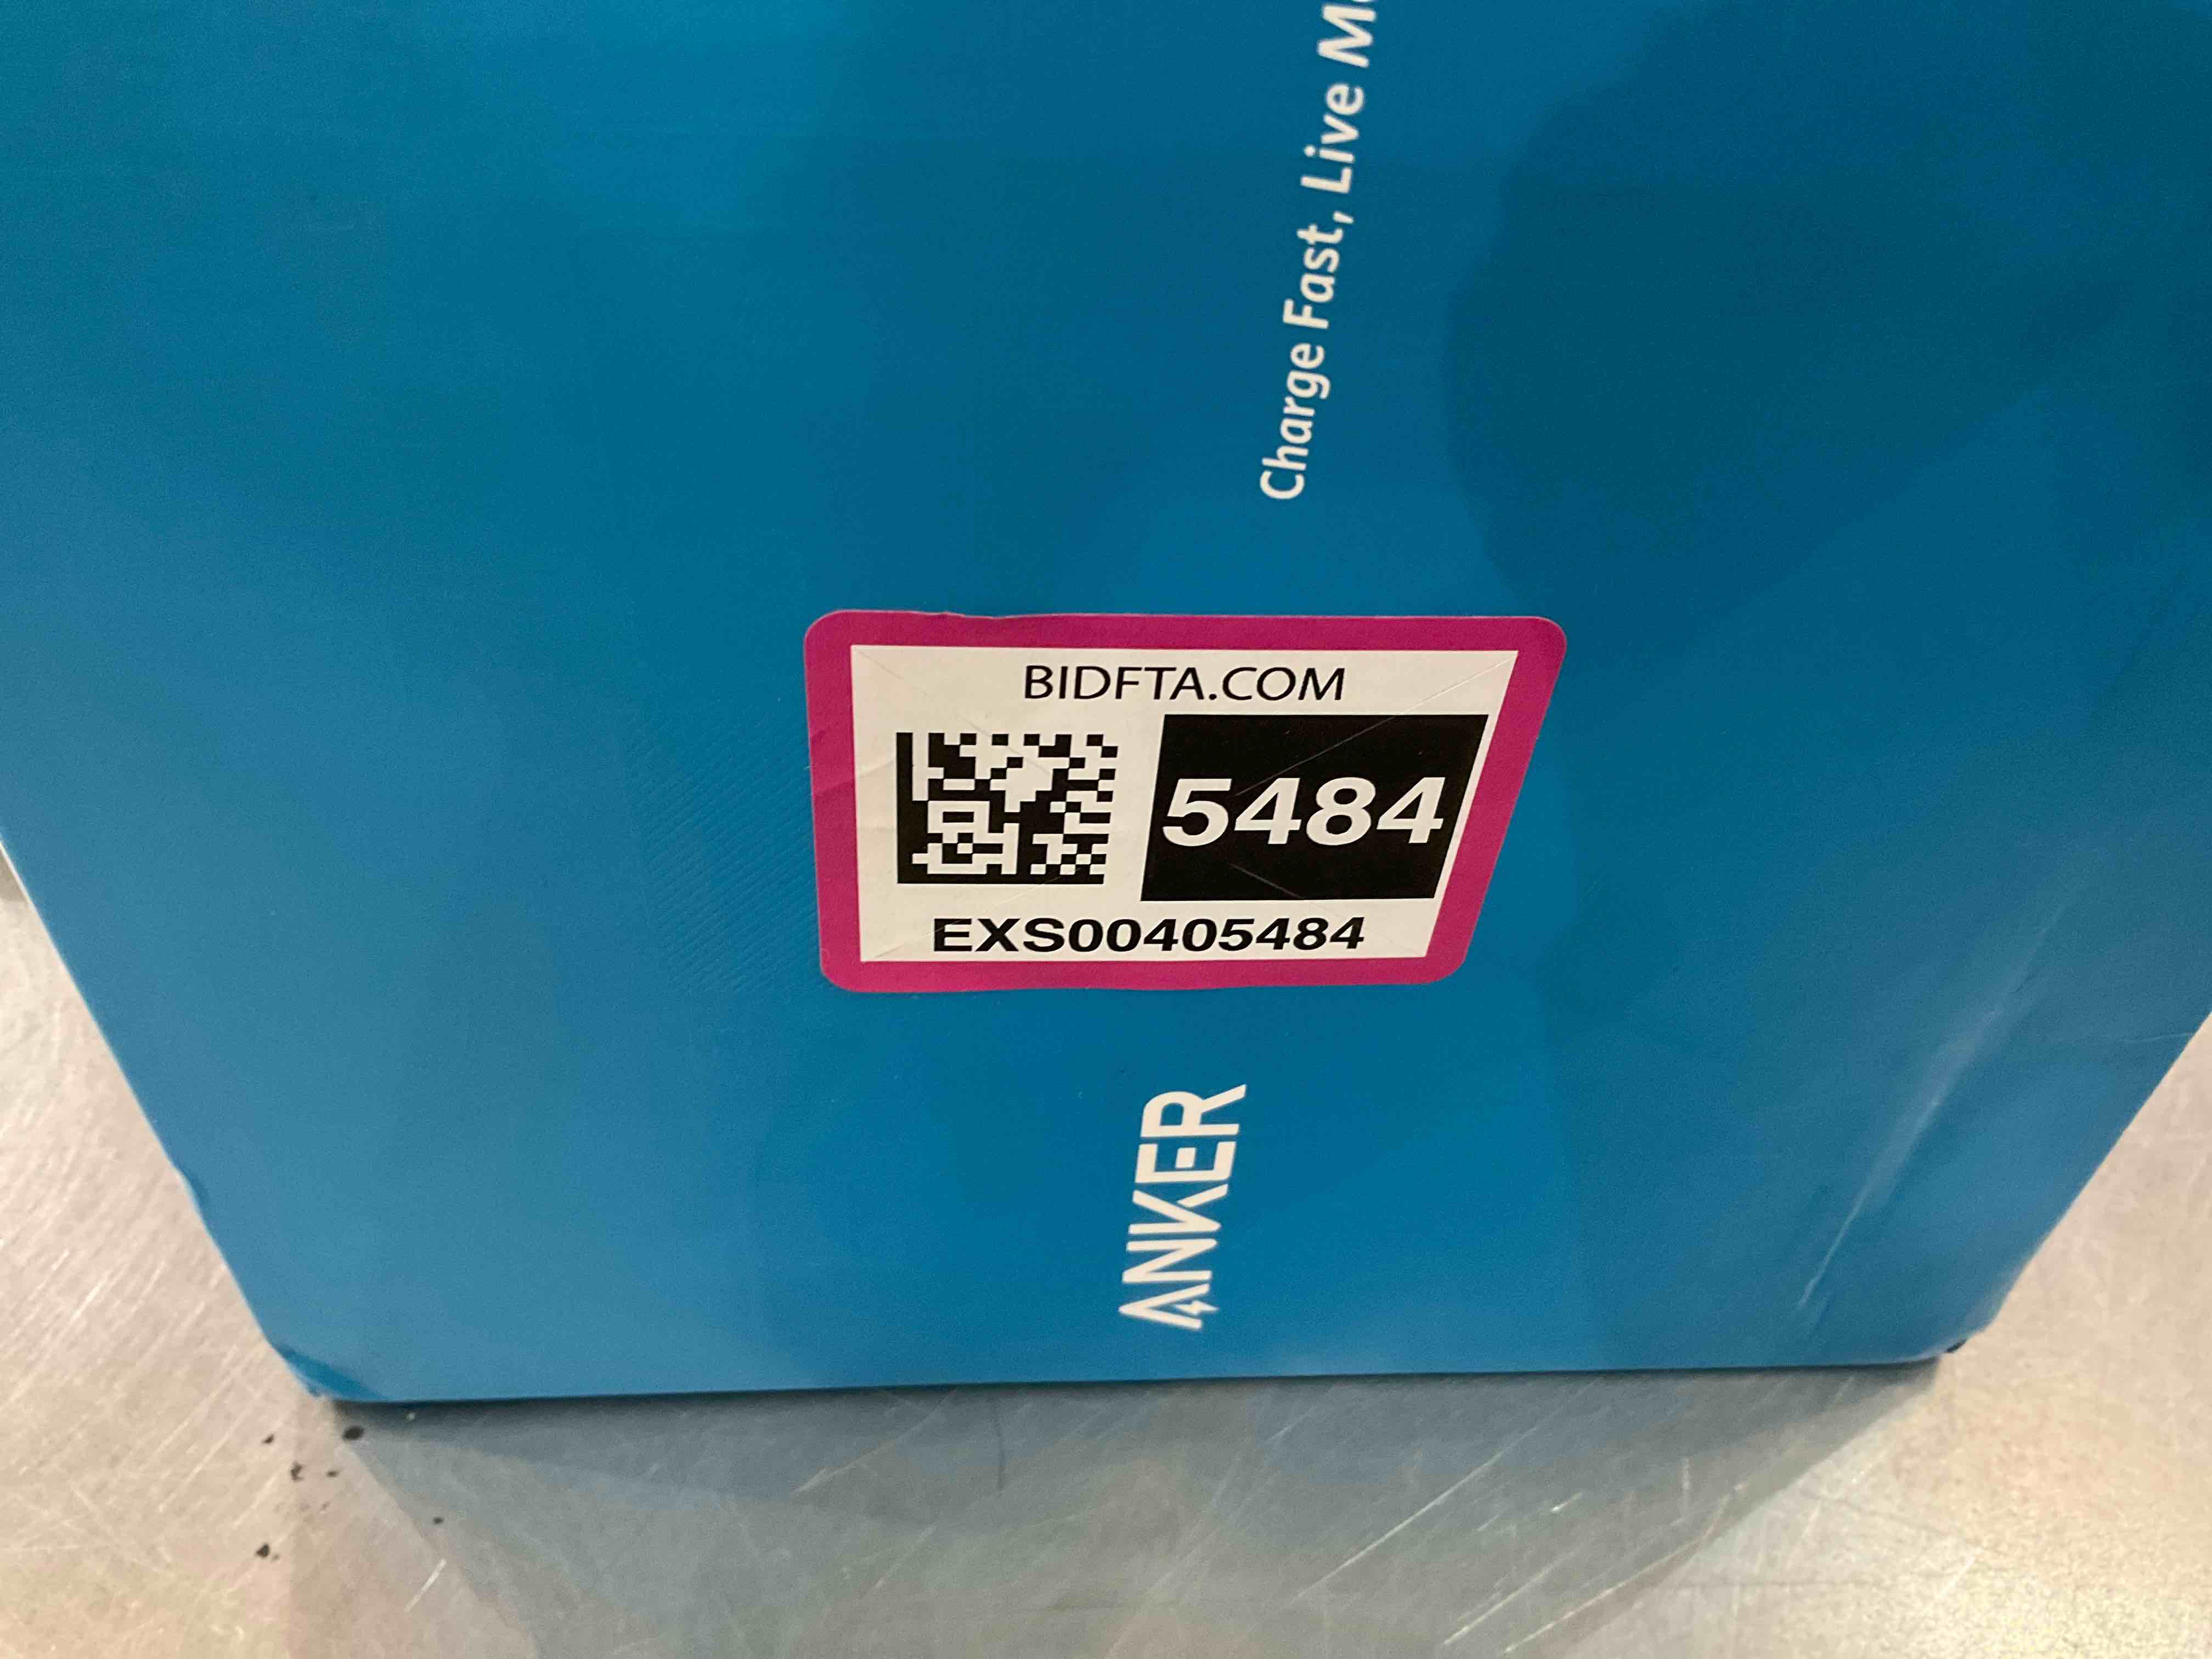 Charge Fast, Live
BIDFTA.COM
5484
EXS00405484
ANKER